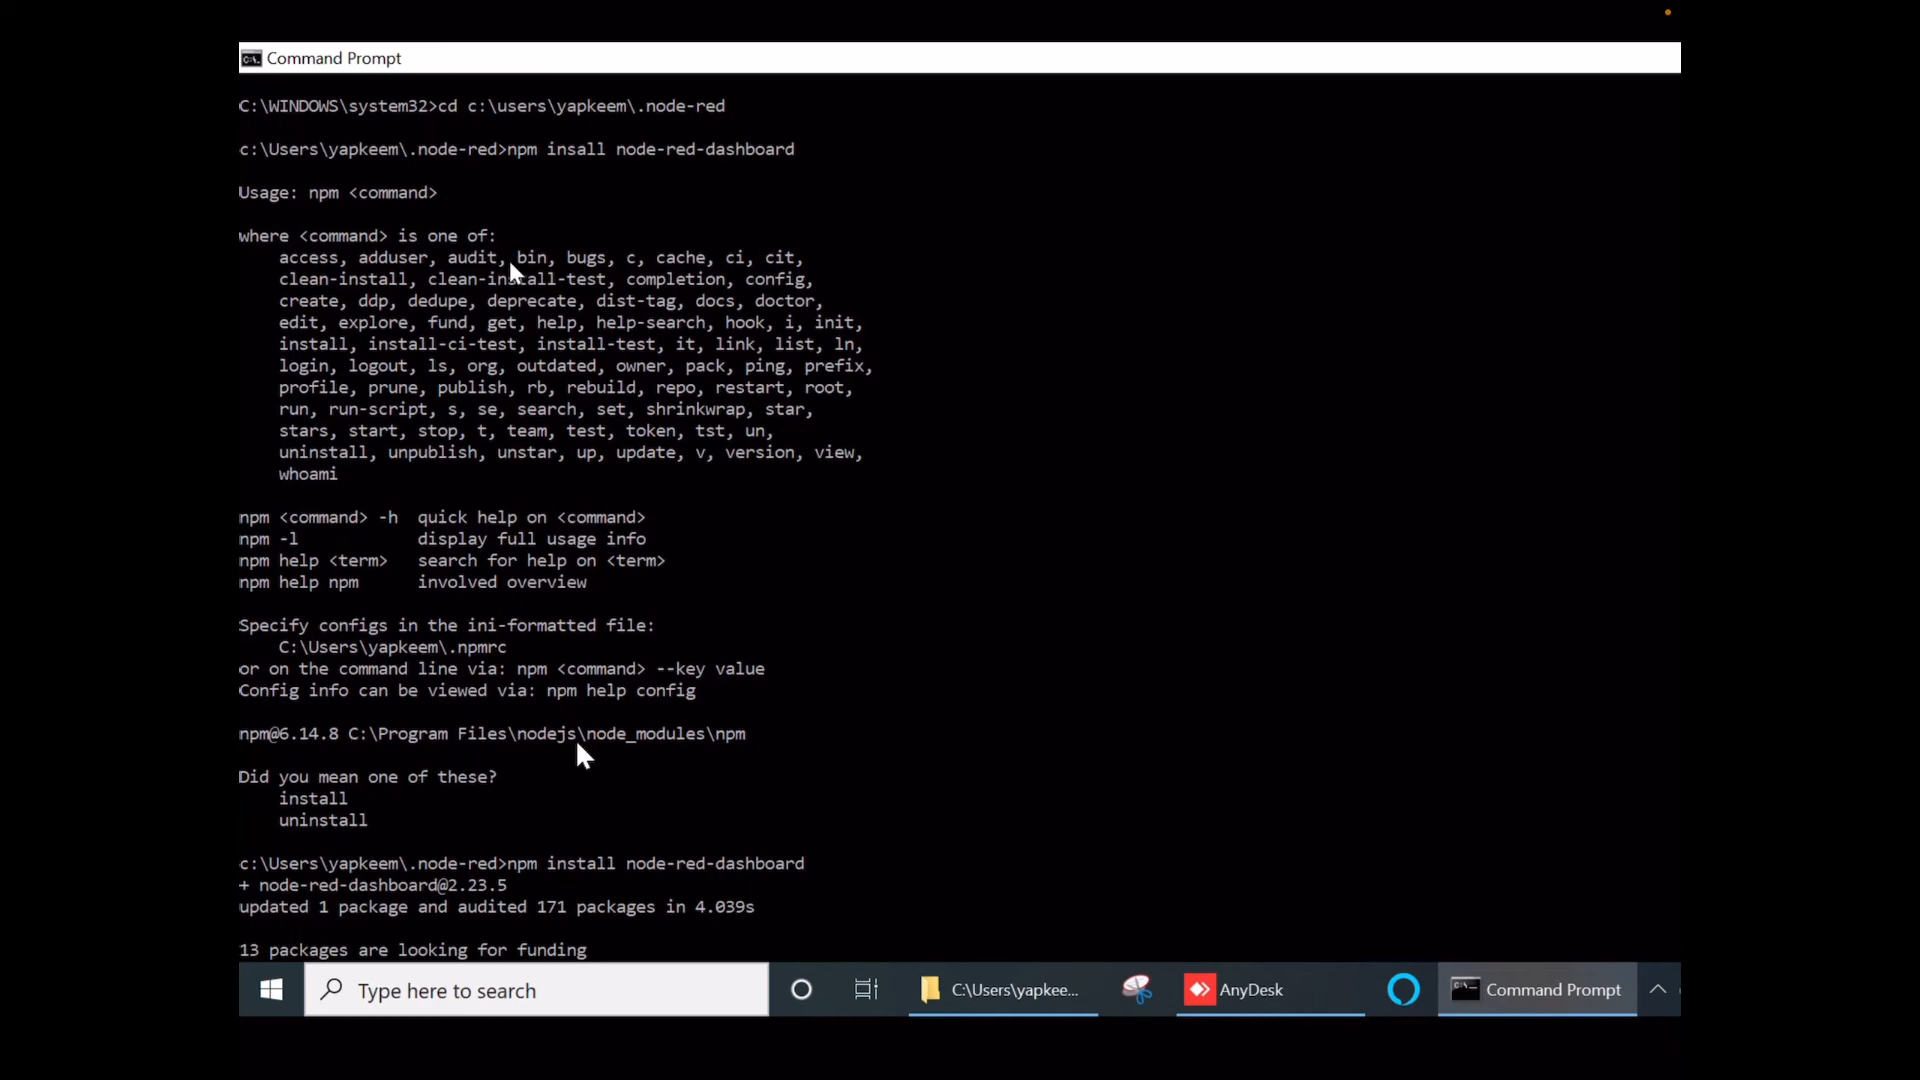 Command Prompt
C:\WINDOWS\system32>cd c:\users\yapkeem\.node-red
c:\Users\yapkeem\.node-red>npm insall node-red-dashboard
Usage: npm <command>
where <command> is one of:
    access, adduser, audit, bin, bugs, c, cache, ci, cit,
    clean-install, clean-install-test, completion, config,
    create, ddp, dedupe, deprecate, dist-tag, docs, doctor,
    edit, explore, fund, get, help, help-search, hook, i, init,
    install, install-ci-test, install-test, it, link, list, ln,
    login, logout, ls, org, outdated, owner, pack, ping, prefix,
    profile, prune, publish, rb, rebuild, repo, restart, root,
    run, run-script, s, se, search, set, shrinkwrap, star,
    stars, start, stop, t, team, test, token, tst, un,
    uninstall, unpublish, unstar, up, update, v, version, view,
    whoami
npm <command> -h  quick help on <command>
npm -l            display full usage info
npm help <term>   search for help on <term>
npm help npm      involved overview
Specify configs in the ini-formatted file:
    C:\Users\yapkeem\.npmrc
or on the command line via: npm <command> --key value
Config info can be viewed via: npm help config
npm@6.14.8 C:\Program Files\nodejs\node_modules\npm
Did you mean one of these?
    install
    uninstall
c:\Users\yapkeem\.node-red>npm install node-red-dashboard
+ node-red-dashboard@2.23.5
updated 1 package and audited 171 packages in 4.039s
13 packages are looking for funding
Type here to search
C:\Users\yapkee...
AnyDesk
Command Prompt